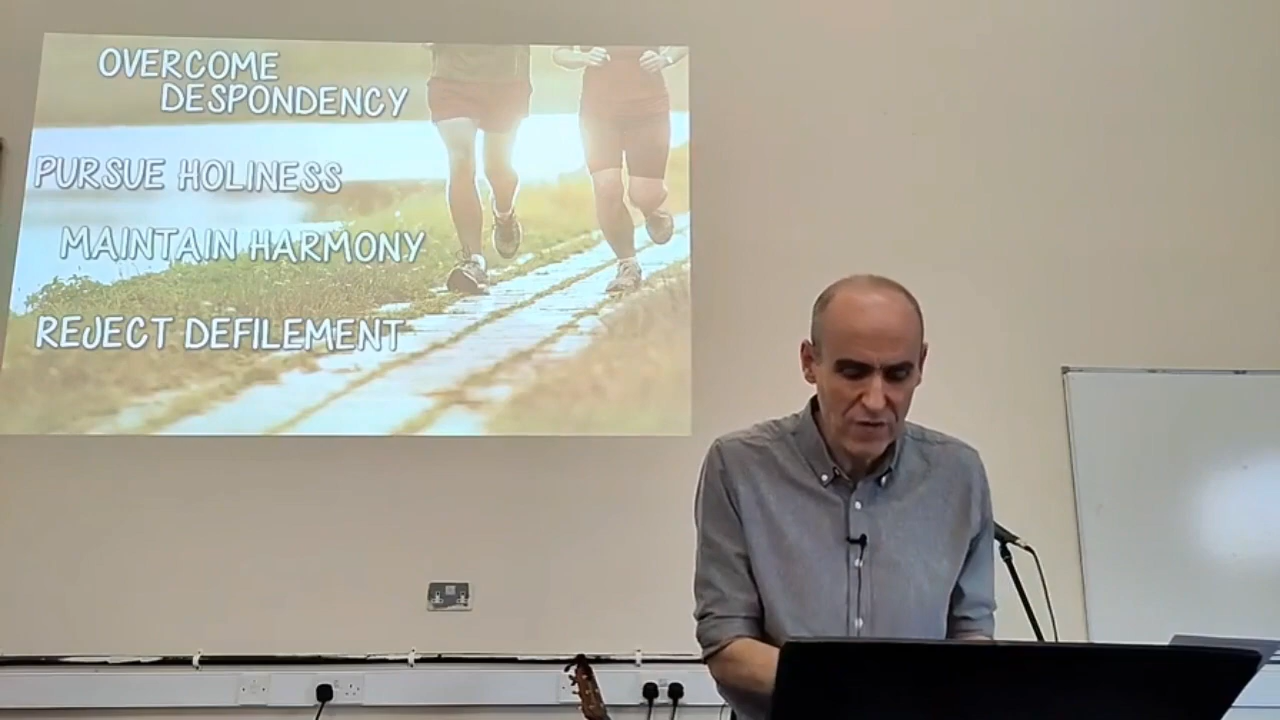 OVERCOME
DESPONDENCY
PURSUE HOLINESS
MAINTAIN HARMONY
REJECT DEFILEMENT